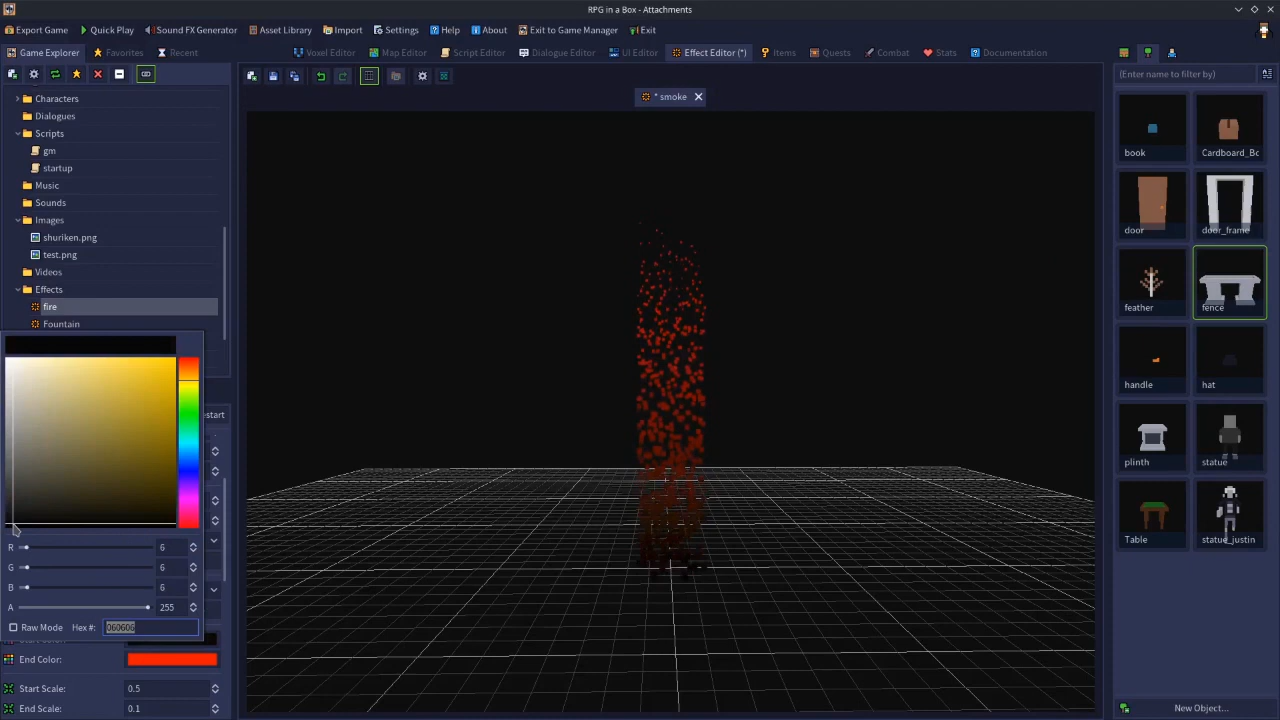 RPG in a Box - Attachments
Export Game Quick Play Sound FX Generator Asset Library Import Settings Help About Exit to Game Manager Exit
Game Explorer Favorites Recent Voxel Editor Map Editor Script Editor Dialogue Editor UI Editor Effect Editor (*) Items Quests Combat Stats Documentation
(Enter name to filter by)
* smoke
Characters
Dialogues
Scripts
gm
startup
Music
Sounds
Images
shuriken.png
test.png
Videos
Effects
fire
Fountain
book Cardboard_Bo
door door_frame
feather fence
handle hat
plinth statue
Table statue_justin
estart
R 6
G 6
B 6
A 255
Raw Mode Hex #: 060606
End Color:
Start Scale: 0.5
End Scale: 0.1
New Object...